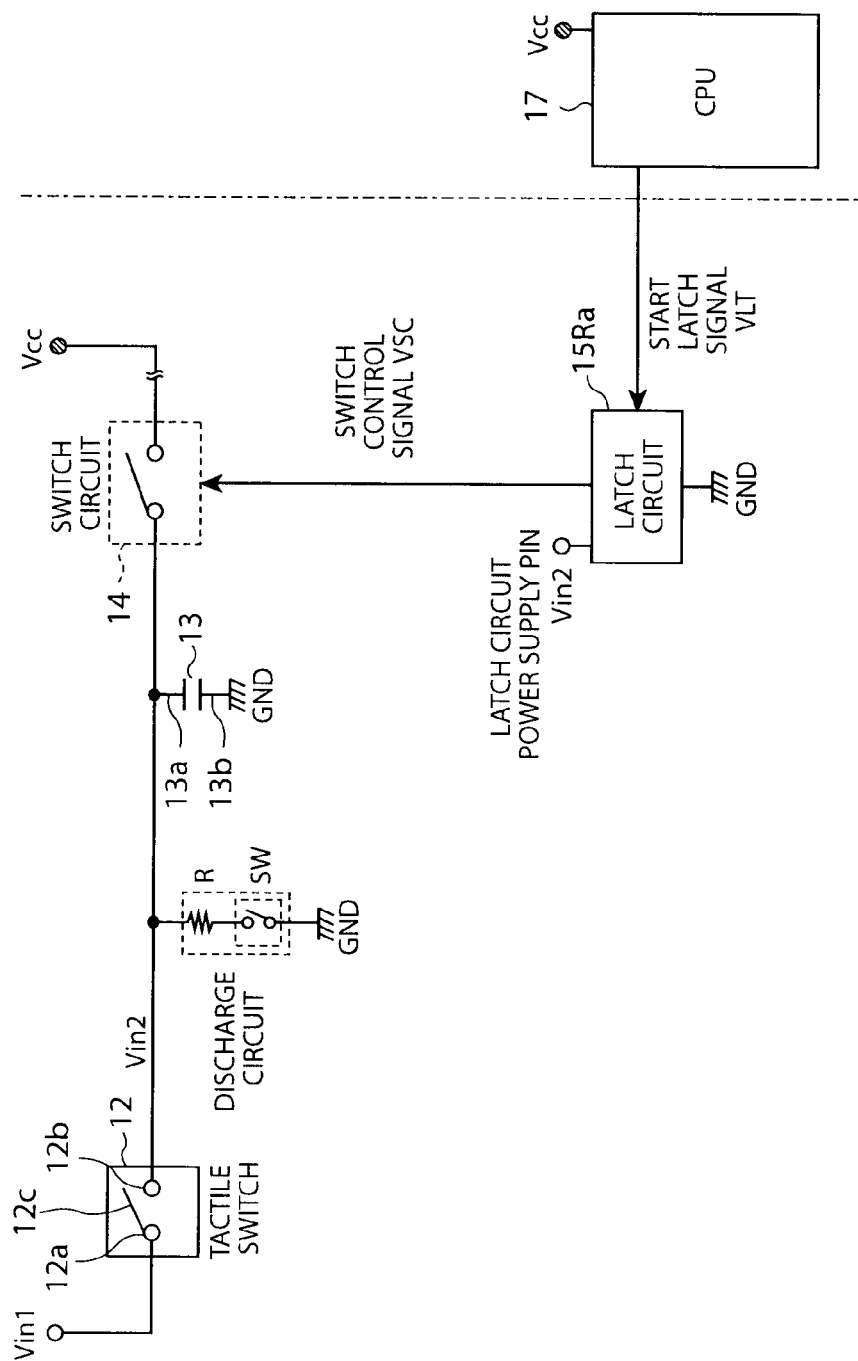 Vin1
12a
12c
12b
12
TACTILE
SWITCH
Vin2
DISCHARGE
CIRCUIT
R
SW
GND
13a
13b
13
GND
14
SWITCH
CIRCUIT
Vcc
SWITCH
CONTROL
SIGNAL VSC
LATCH CIRCUIT
POWER SUPPLY PIN
Vin2
LATCH
CIRCUIT
GND
15Ra
START
LATCH
SIGNAL
VLT
17
Vcc
CPU